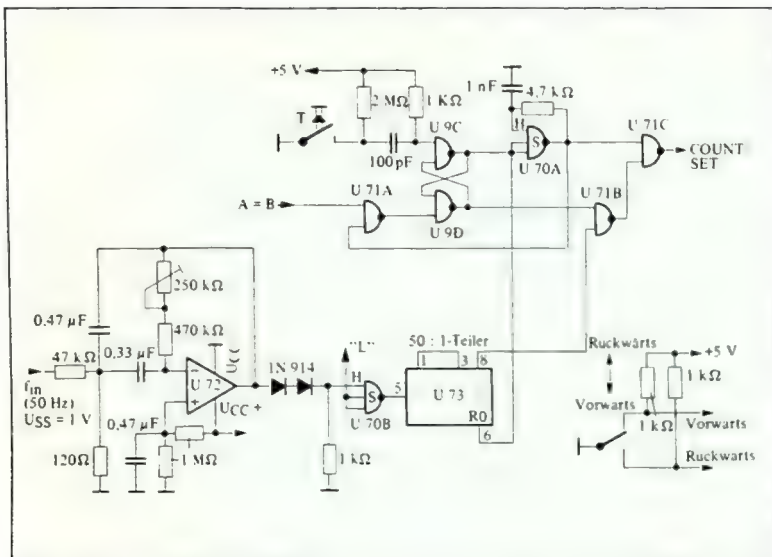 +5 V
2 MΩ
1 KΩ
T
100 pF
U 9C
1 nF
4,7 kΩ
H
S
U 70A
U 71C
COUNT
SET
A = B
U 71A
U 9D
U 71B
250 kΩ
470 kΩ
0,47 µF
0,33 µF
47 kΩ
fin
(50 Hz)
USS = 1 V
UCC
U 72
UCC +
0,47 µF
120Ω
1 MΩ
1N 914
"L"
H
S
U 70B
1 kΩ
50 : 1-Teiler
1
3
8
5
U 73
R0
6
Ruckwärts
Vorwarts
+5 V
1 kΩ
1 kΩ
Vorwarts
Ruckwarts